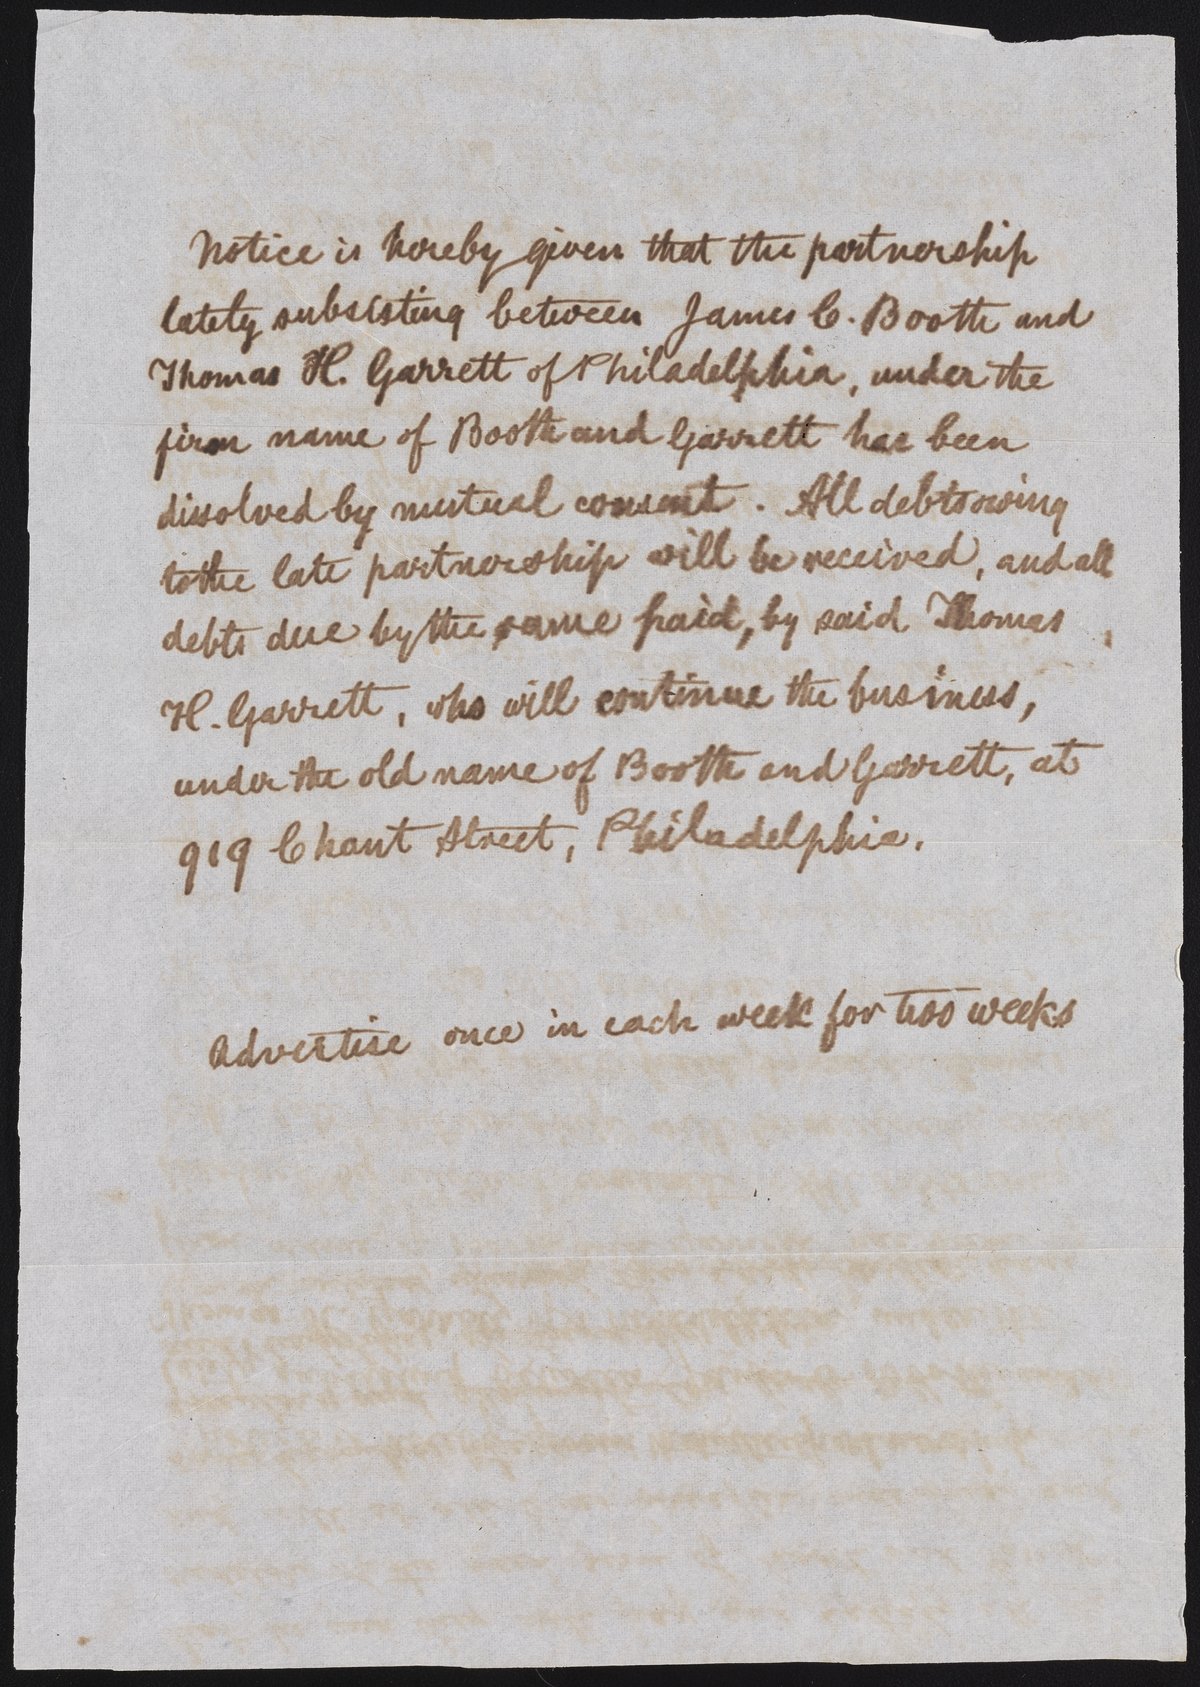 Notice is hereby given that the partnership
lately subsisting between James C. Booth and
Thomas H. Garrett of Philadelphia, under the
firm name of Booth and Garrett has been
dissolved by mutual consent. All debts owing
to the late partnership will be received, and all
debts due by the same paid, by said Thomas
H. Garrett, who will continue the business,
under the old name of Booth and Garrett, at
919 Chant Street, Philadelphia.
Advertise once in each week for two weeks